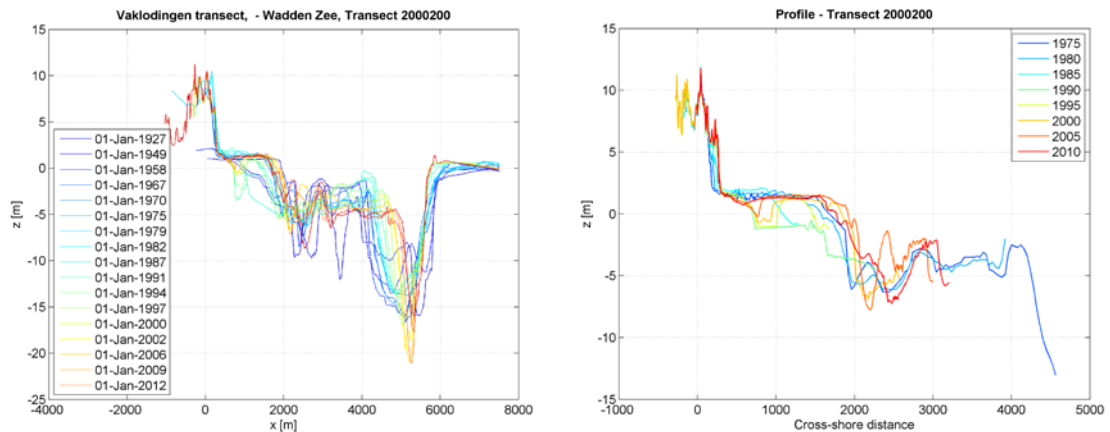 Vaklodingen transect, - Wadden Zee, Transect 2000200
15
10
5
0
-5
-10
-15
-20
-25
z [m]
01-Jan-1927
01-Jan-1949
01-Jan-1958
01-Jan-1967
01-Jan-1970
01-Jan-1975
01-Jan-1979
01-Jan-1982
01-Jan-1987
01-Jan-1991
01-Jan-1994
01-Jan-1997
01-Jan-2000
01-Jan-2002
01-Jan-2006
01-Jan-2009
01-Jan-2012
-4000 -2000 0 2000 4000 6000 8000
x [m]
Profile - Transect 2000200
15
10
5
0
-5
-10
-15
z [m]
1975
1980
1985
1990
1995
2000
2005
2010
-1000 0 1000 2000 3000 4000 5000
Cross-shore distance